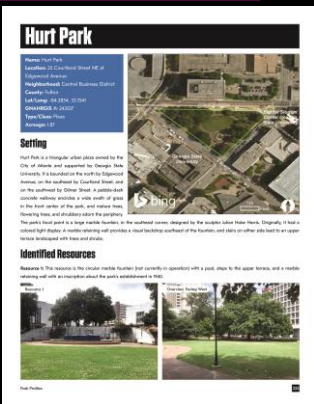 Hurt Park
Name: Hurt Park
Location: 25 Courtland Street NE at
Edgewood Avenue
Neighborhood: Central Business District
County: Fulton
Lat/Long:
Type/Class: Plaza
Acreage:
bing
Georgia State
University
Setting
Hurt Park is a triangular urban plaza owned by the
City of Atlanta and supported by Georgia State
University. It is bounded on the north by Edgewood
Avenue, on the southeast by Courtland Street, and
on the southwest by Gilmer Street. A pebble-dash
concrete walkway encircles a wide swath of grass
in the front center of the park, and mature trees,
flowering trees, and shrubbery adorn the periphery.
The park's focal point is a large marble fountain, in the southeast corner, designed by the sculptor Julian Hoke Harris. Originally, it had a
colored light display. A marble retaining wall provides a visual backdrop southeast of the fountain, and stairs on either side lead to an upper
terrace landscaped with trees and shrubs.
Identified Resources
Resource 1: This resource is the circular marble fountain (not currently in operation) with a pool, steps to the upper terrace, and a marble
retaining wall with an inscription about the park's establishment in 1940.
Resource 1
Overview, Facing West
Park Profiles